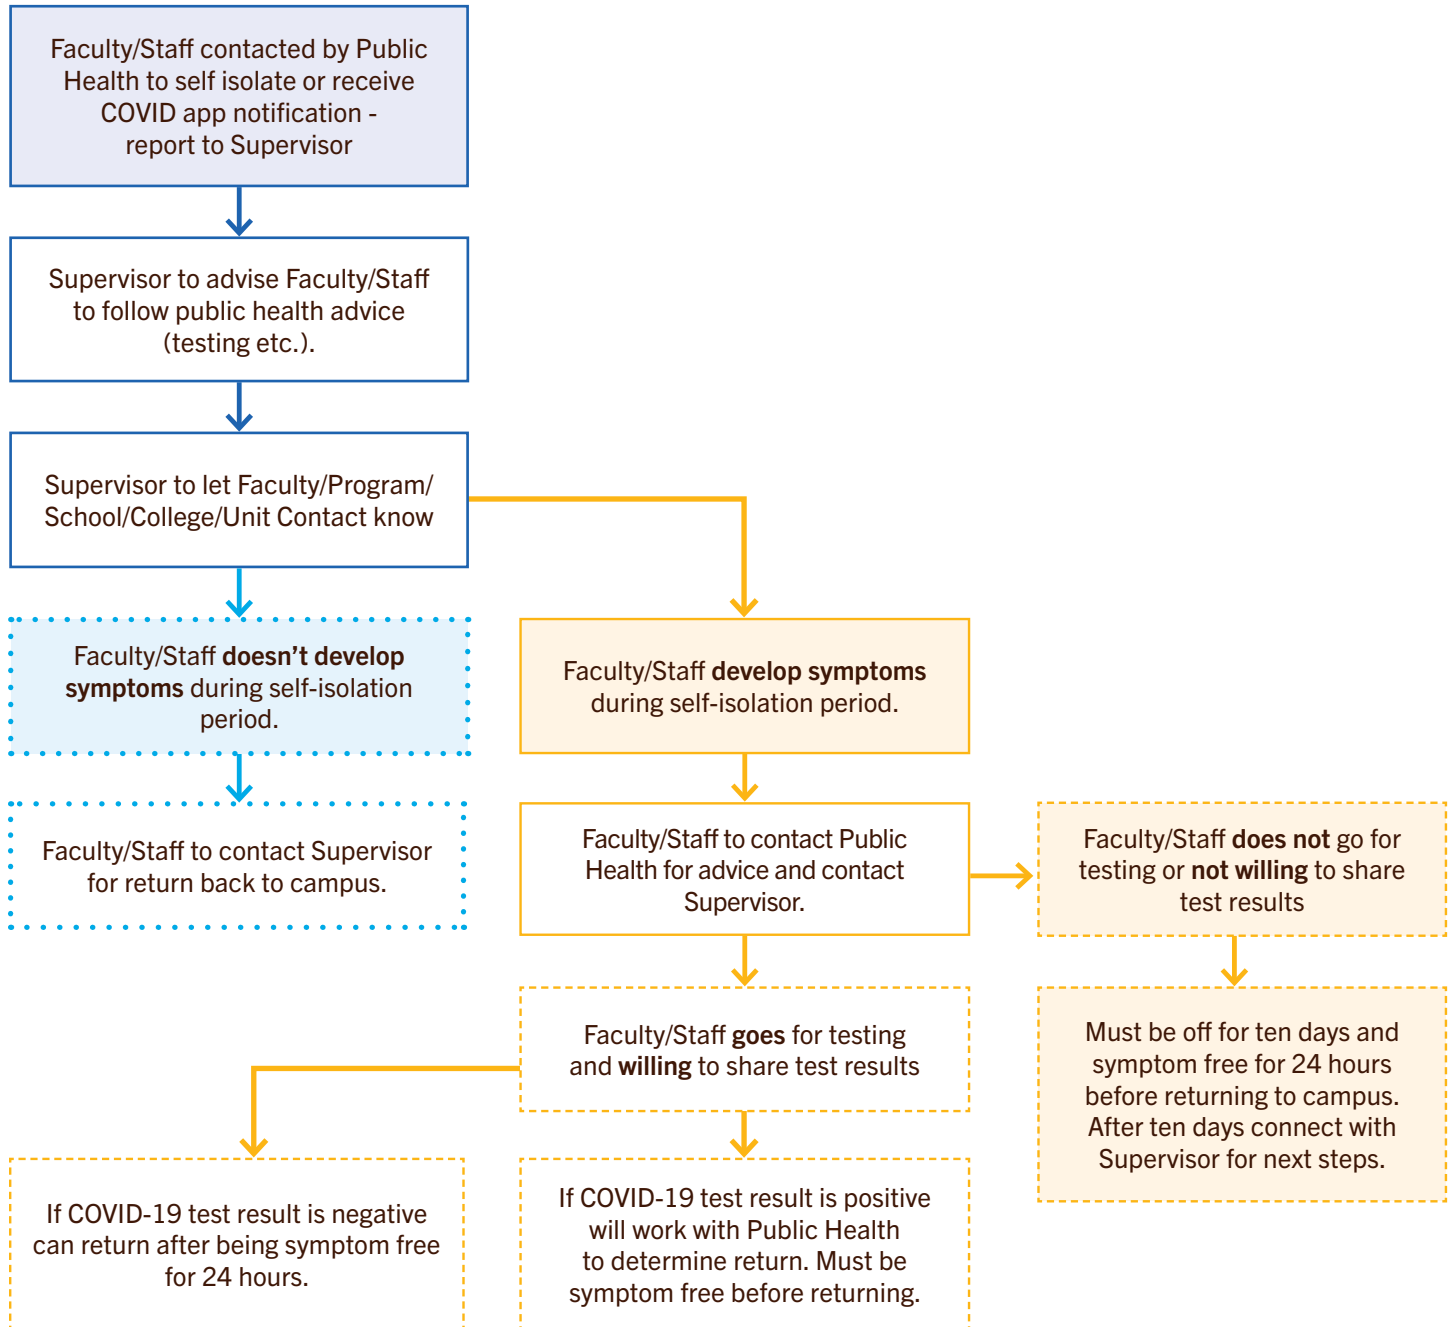 Faculty/Staff contacted by Public
Health to self isolate or receive
COVID app notification -
report to Supervisor
Supervisor to advise Faculty/Staff
to follow public health advice
(testing etc.).
Supervisor to let Faculty/Program/
School/College/Unit Contact know
Faculty/Staff doesn't develop
symptoms during self-isolation
period.
Faculty/Staff develop symptoms
during self-isolation period.
Faculty/Staff to contact Supervisor
for return back to campus.
Faculty/Staff to contact Public
Health for advice and contact
Supervisor.
Faculty/Staff does not go for
testing or not willing to share
test results
Faculty/Staff goes for testing
and willing to share test results
Must be off for ten days and
symptom free for 24 hours
before returning to campus.
After ten days connect with
Supervisor for next steps.
If COVID-19 test result is negative
can return after being symptom free
for 24 hours.
If COVID-19 test result is positive
will work with Public Health
to determine return. Must be
symptom free before returning.